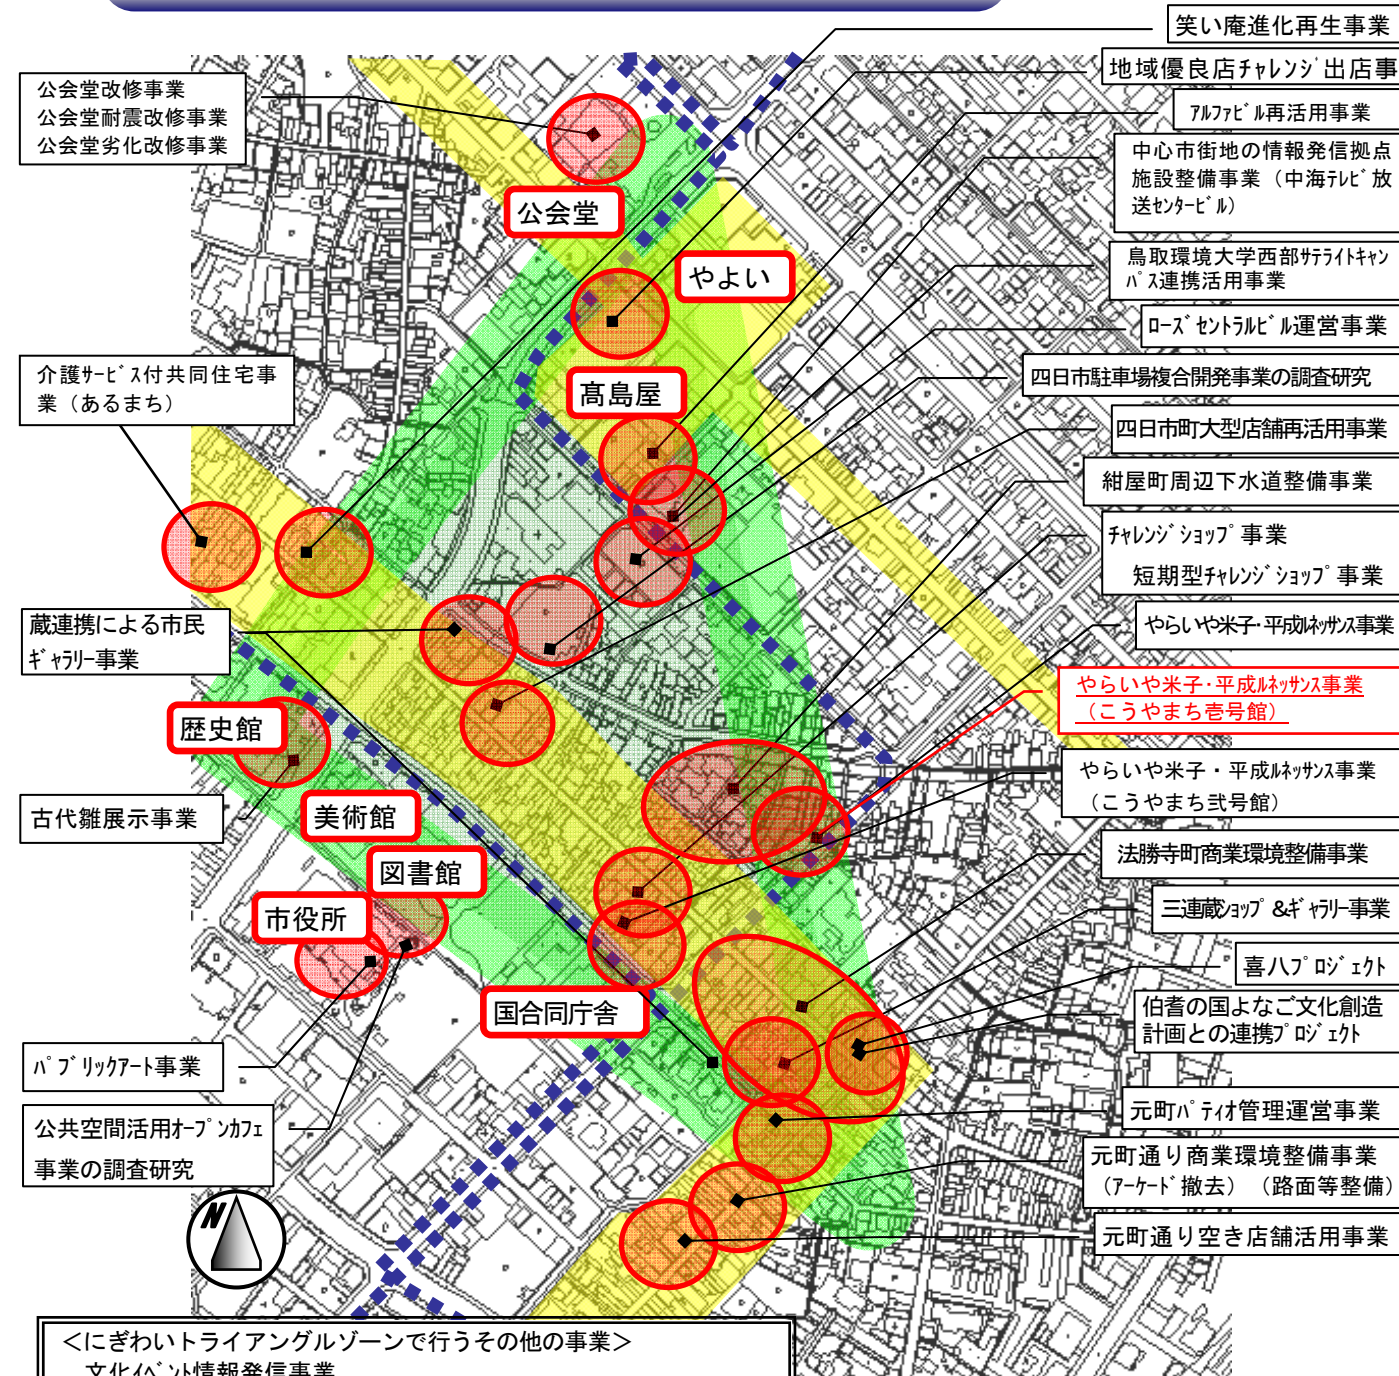 笑い庵進化再生事業
地域優良店ﾁｬﾚﾝｼﾞ出店事
ｱﾙﾌｧﾋﾞﾙ再活用事業
中心市街地の情報発信拠点
施設整備事業（中海ﾃﾚﾋﾞ放
送ｾﾝﾀｰﾋﾞﾙ）
鳥取環境大学西部ｻﾃﾗｲﾄｷｬﾝ
ﾊﾟｽ連携活用事業
ﾛｰｽﾞｾﾝﾄﾗﾙﾋﾞﾙ運営事業
四日市駐車場複合開発事業の調査研究
四日市町大型店舗再活用事業
紺屋町周辺下水道整備事業
ﾁｬﾚﾝｼﾞｼｮｯﾌﾟ事業
短期型ﾁｬﾚﾝｼﾞｼｮｯﾌﾟ事業
やらいや米子･平成ﾙﾈｯｻﾝｽ事業
やらいや米子･平成ﾙﾈｯｻﾝｽ事業
（こうやまち壱号館）
やらいや米子・平成ﾙﾈｯｻﾝｽ事業
（こうやまち弐号館）
法勝寺町商業環境整備事業
三連蔵ｼｮｯﾌﾟ&ｷﾞｬﾗﾘｰ事業
喜八ﾌﾟﾛｼﾞｪｸﾄ
伯耆の国よなご文化創造
計画との連携ﾌﾟﾛｼﾞｪｸﾄ
元町ﾊﾟﾃｨｵ管理運営事業
元町通り商業環境整備事業
（ｱｰｹｰﾄﾞ撤去）（路面等整備）
元町通り空き店舗活用事業
公会堂改修事業
公会堂耐震改修事業
公会堂劣化改修事業
介護ｻｰﾋﾞｽ付共同住宅事
業（あるまち）
蔵連携による市民
ｷﾞｬﾗﾘｰ事業
古代雛展示事業
ﾊﾟﾌﾞﾘｯｸｱｰﾄ事業
公共空間活用ｵｰﾌﾟﾝｶﾌｪ
事業の調査研究
公会堂
やよい
髙島屋
歴史館
美術館
図書館
市役所
国合同庁舎
N
＜にぎわいトライアングルゾーンで行うその他の事業＞
文化ｲﾍﾞﾝﾄ情報発信事業